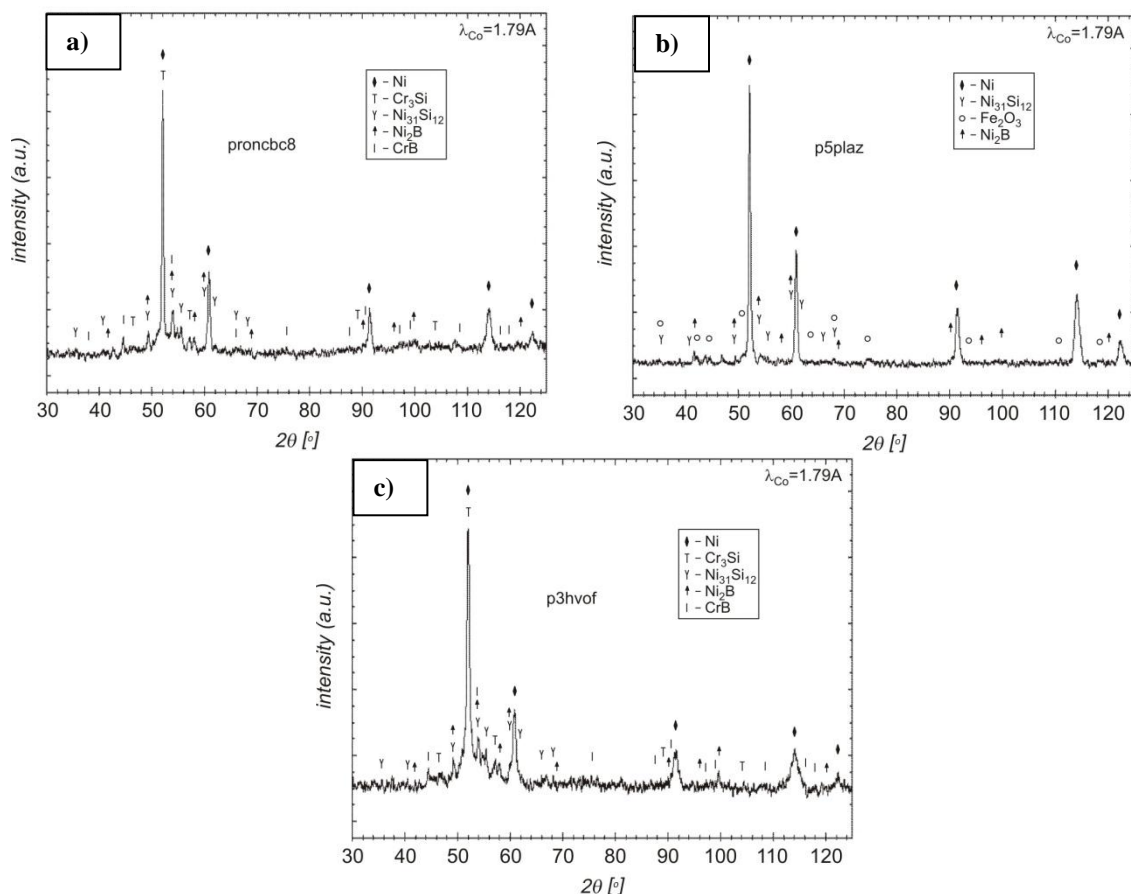 a)
λCo=1.79A
- Ni
T - Cr3Si
Y - Ni31Si12
- Ni2B
I - CrB
proncbc8
intensity (a.u.)
30 40 50 60 70 80 90 100 110 120
2θ [o]
b)
λCo=1.79A
- Ni
Y - Ni31Si12
o - Fe2O3
- Ni2B
p5plaz
intensity (a.u.)
30 40 50 60 70 80 90 100 110 120
2θ [o]
c)
λCo=1.79A
- Ni
T - Cr3Si
Y - Ni31Si12
- Ni2B
I - CrB
p3hvof
intensity (a.u.)
30 40 50 60 70 80 90 100 110 120
2θ [o]